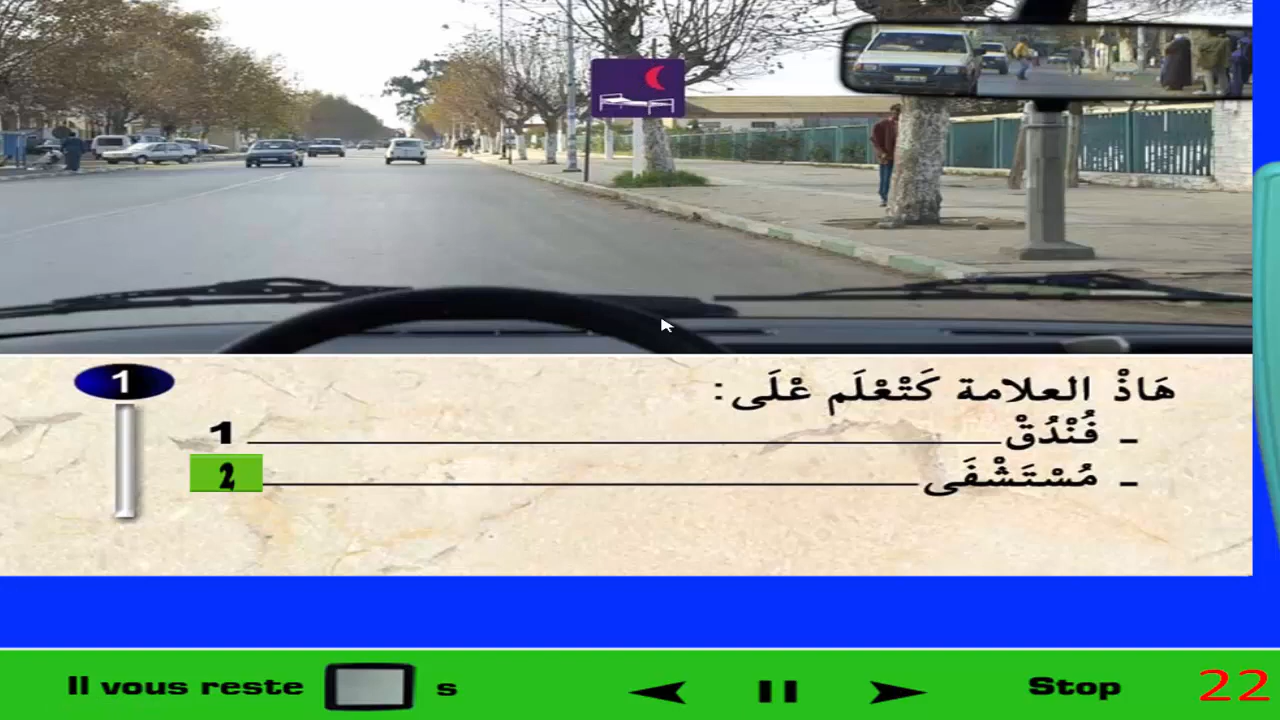 1
هَاذْ العلامة كَتْعْلَم عْلَى:
ـ فُنْدُقْ 1
ـ مُسْتَشْفَى 2
Il vous reste s Stop 22